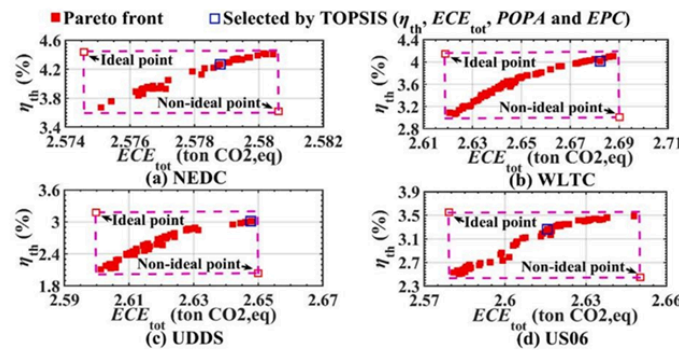 Pareto front Selected by TOPSIS (ηth, ECEtot, POPA and EPC)
4.8
4.4
4.0
3.6
ηth (%)
Ideal point
Non-ideal point
2.574 2.576 2.578 2.58 2.582
ECEtot (ton CO2,eq)
(a) NEDC
4.4
4
3.6
3.2
2.8
ηth (%)
Ideal point
Non-ideal point
2.61 2.63 2.65 2.67 2.69 2.71
ECEtot (ton CO2,eq)
(b) WLTC
3.6
3
2.4
1.8
ηth (%)
Ideal point
Non-ideal point
2.59 2.61 2.63 2.65 2.67
ECEtot (ton CO2,eq)
(c) UDDS
3.9
3.5
3.1
2.7
2.3
ηth (%)
Ideal point
Non-ideal point
2.57 2.6 2.63 2.66
ECEtot (ton CO2,eq)
(d) US06